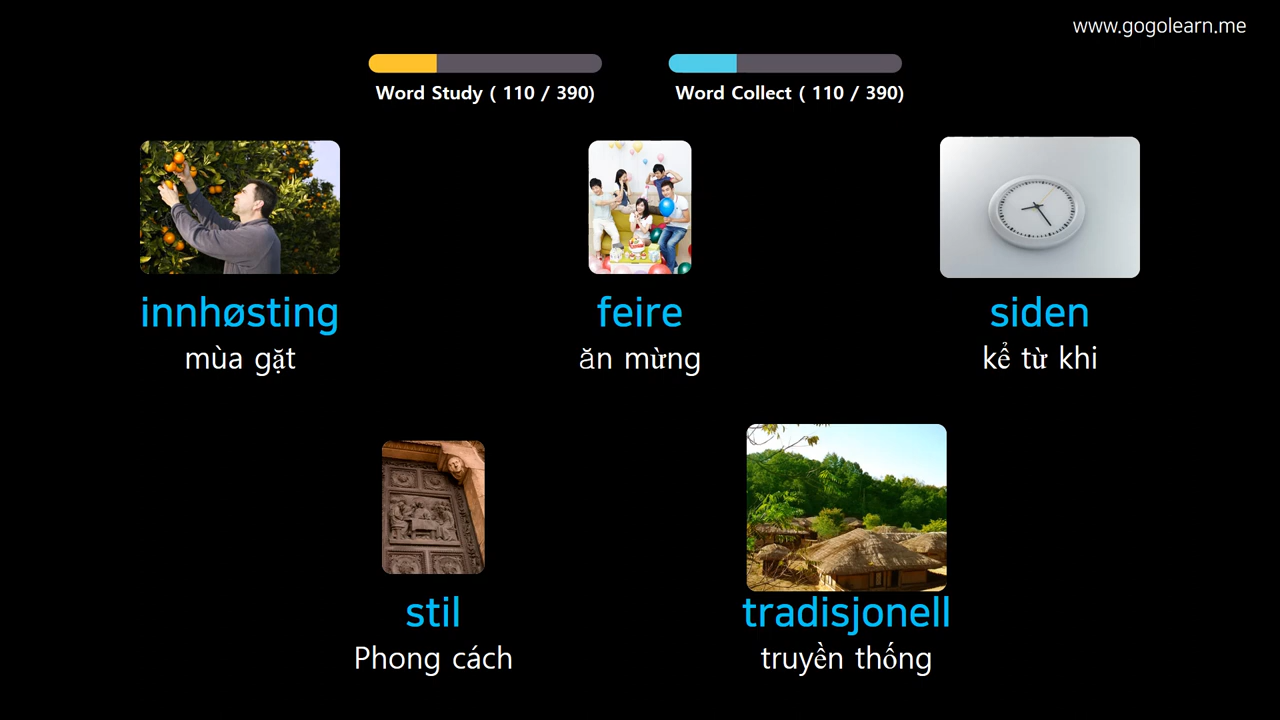 www.gogolearn.me
Word Study ( 110 / 390)
Word Collect ( 110 / 390)
innhøsting
mùa gặt
feire
ăn mừng
siden
kể từ khi
stil
Phong cách
tradisjonell
truyền thống